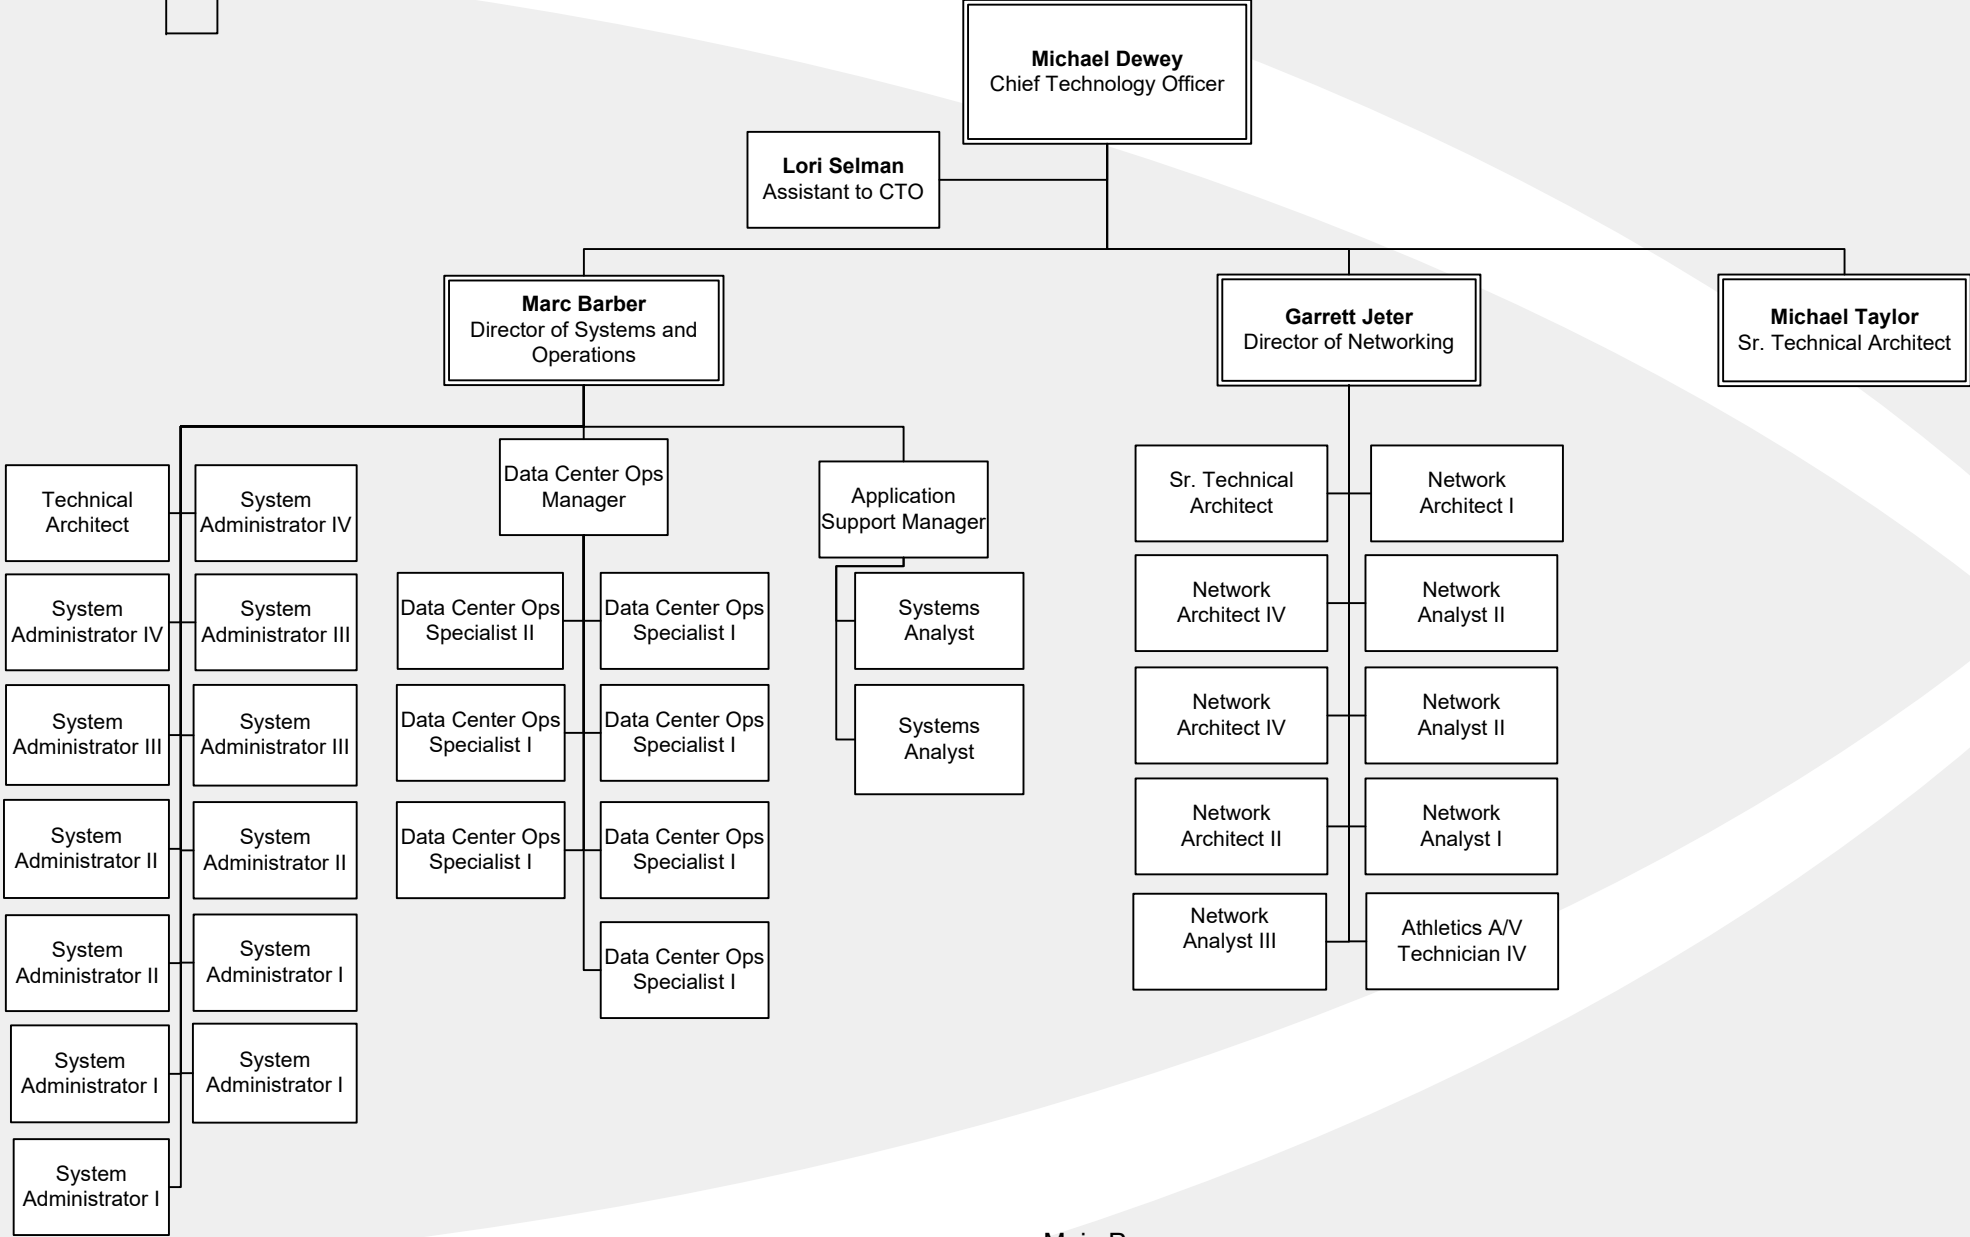 Michael Dewey
Chief Technology Officer
Lori Selman
Assistant to CTO
Marc Barber
Director of Systems and
Operations
Garrett Jeter
Director of Networking
Michael Taylor
Sr. Technical Architect
Technical
Architect
System
Administrator IV
System
Administrator IV
System
Administrator III
System
Administrator III
System
Administrator III
System
Administrator II
System
Administrator II
System
Administrator II
System
Administrator I
System
Administrator I
System
Administrator I
System
Administrator I
Data Center Ops
Manager
Data Center Ops
Specialist II
Data Center Ops
Specialist I
Data Center Ops
Specialist I
Data Center Ops
Specialist I
Data Center Ops
Specialist I
Data Center Ops
Specialist I
Data Center Ops
Specialist I
Application
Support Manager
Systems
Analyst
Systems
Analyst
Sr. Technical
Architect
Network
Architect I
Network
Architect IV
Network
Analyst II
Network
Architect IV
Network
Analyst II
Network
Architect II
Network
Analyst I
Network
Analyst III
Athletics A/V
Technician IV